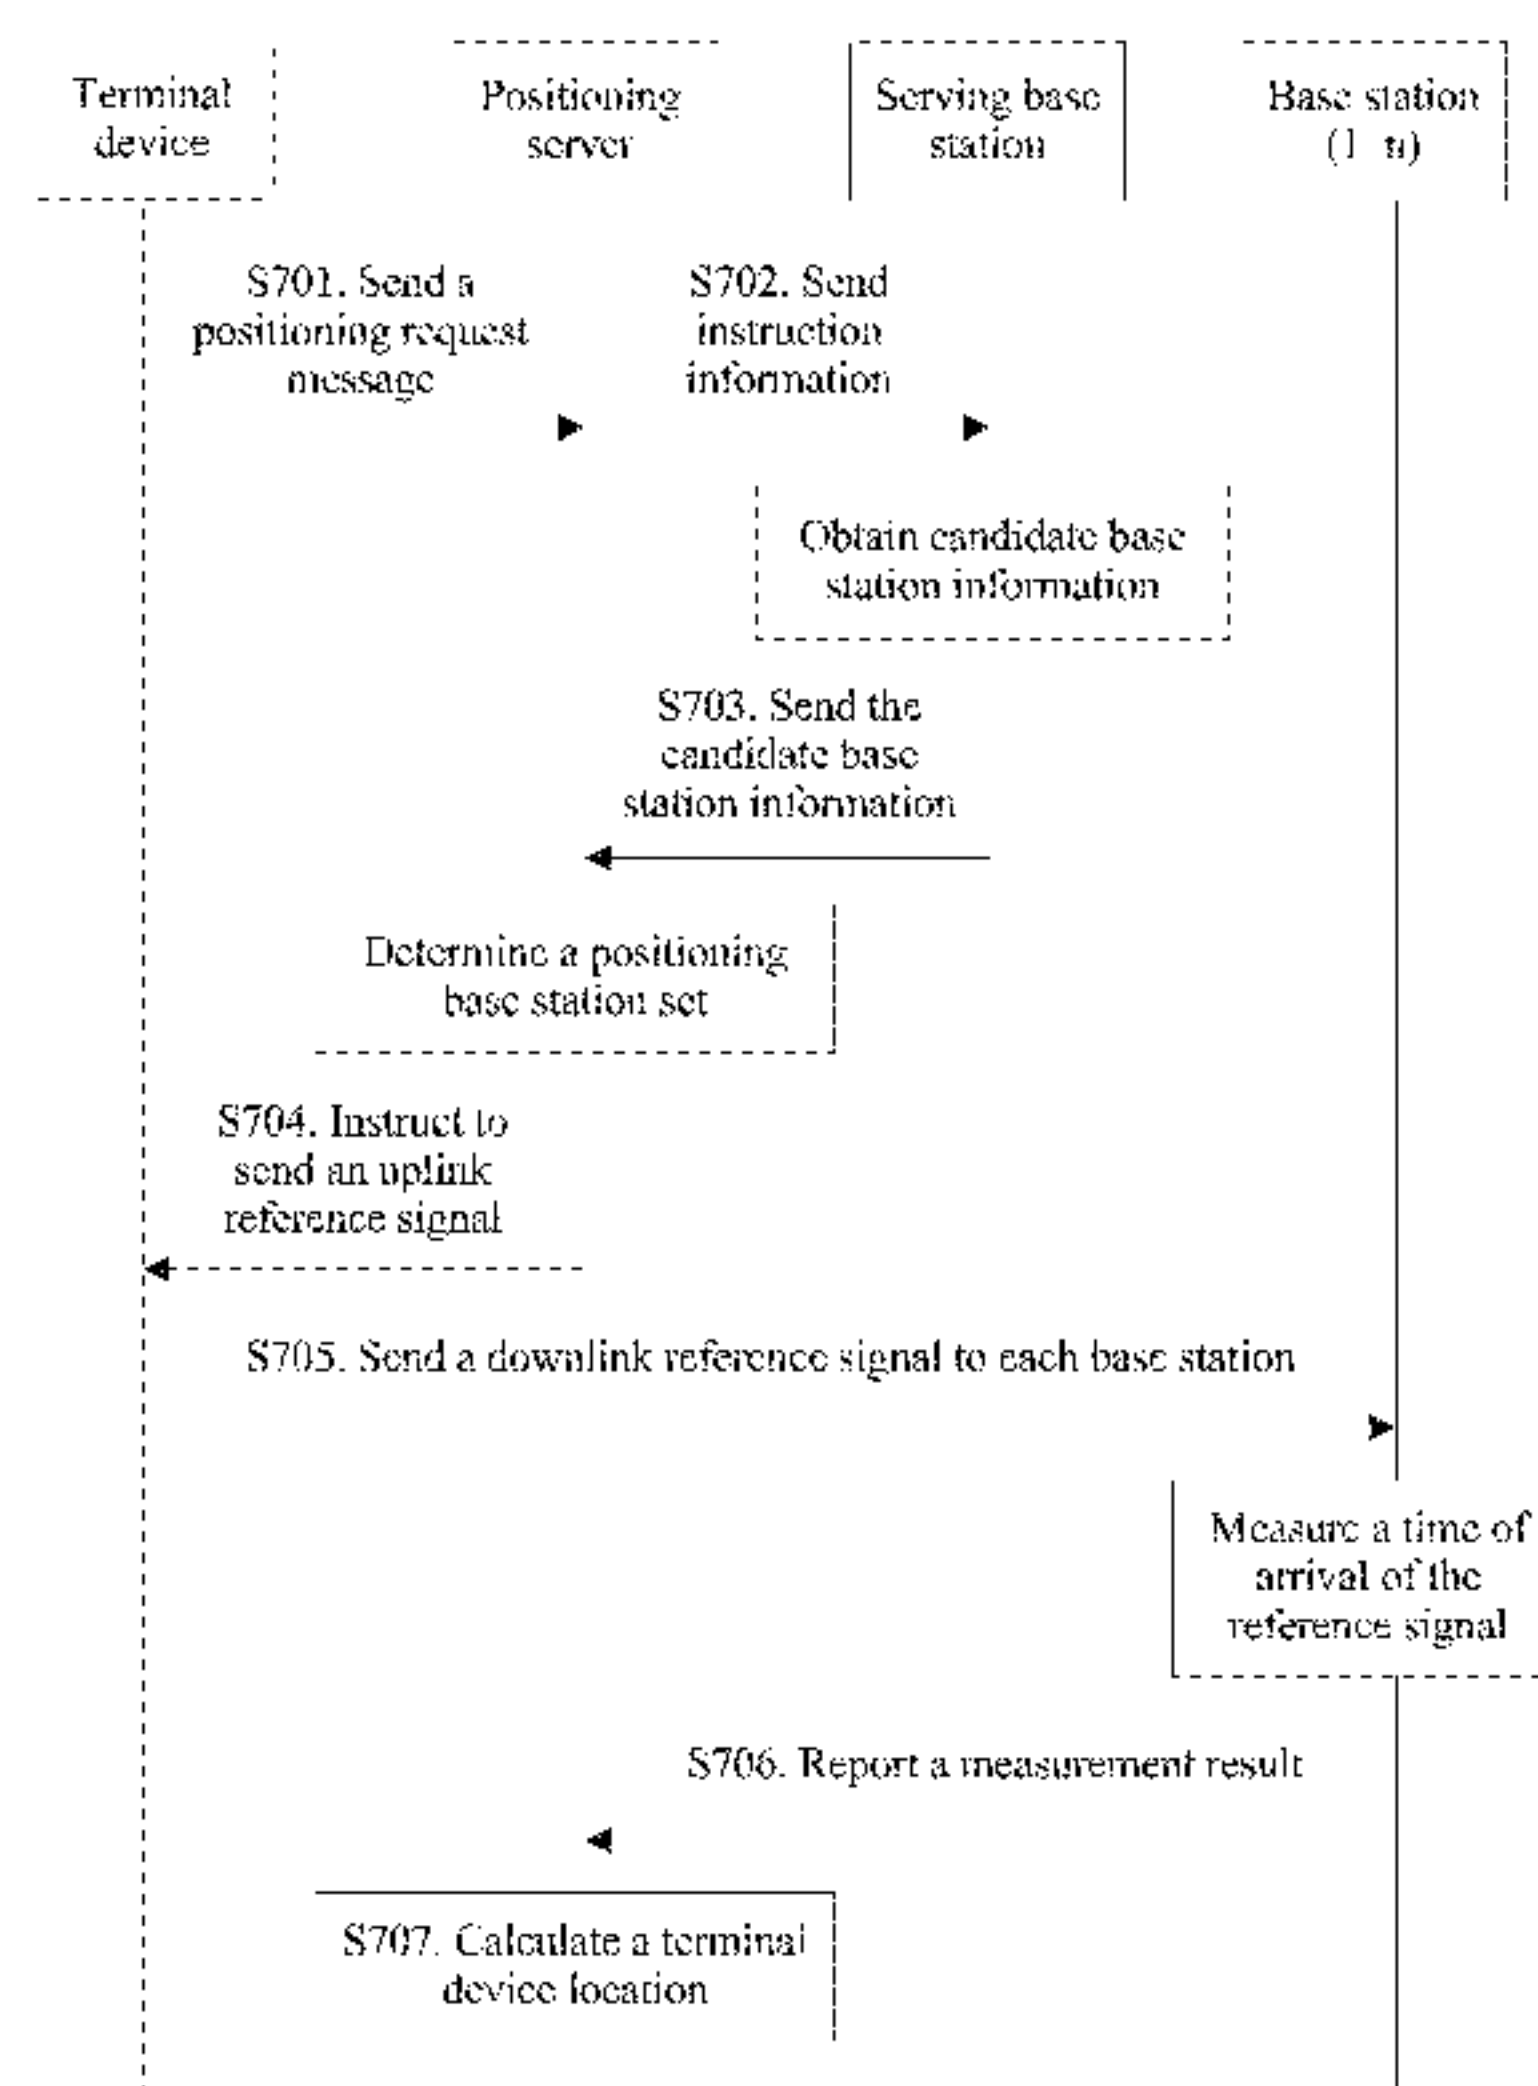 Terminal
device
Positioning
server
Serving base
station
Base station
(1 n)
S701. Send a
positioning request
message
S702. Send
instruction
information
Obtain candidate base
station information
S703. Send the
candidate base
station information
Determine a positioning
base station set
S704. Instruct to
send an uplink
reference signal
S705. Send a downlink reference signal to each base station
Measure a time of
arrival of the
reference signal
S706. Report a measurement result
S707. Calculate a terminal
device location